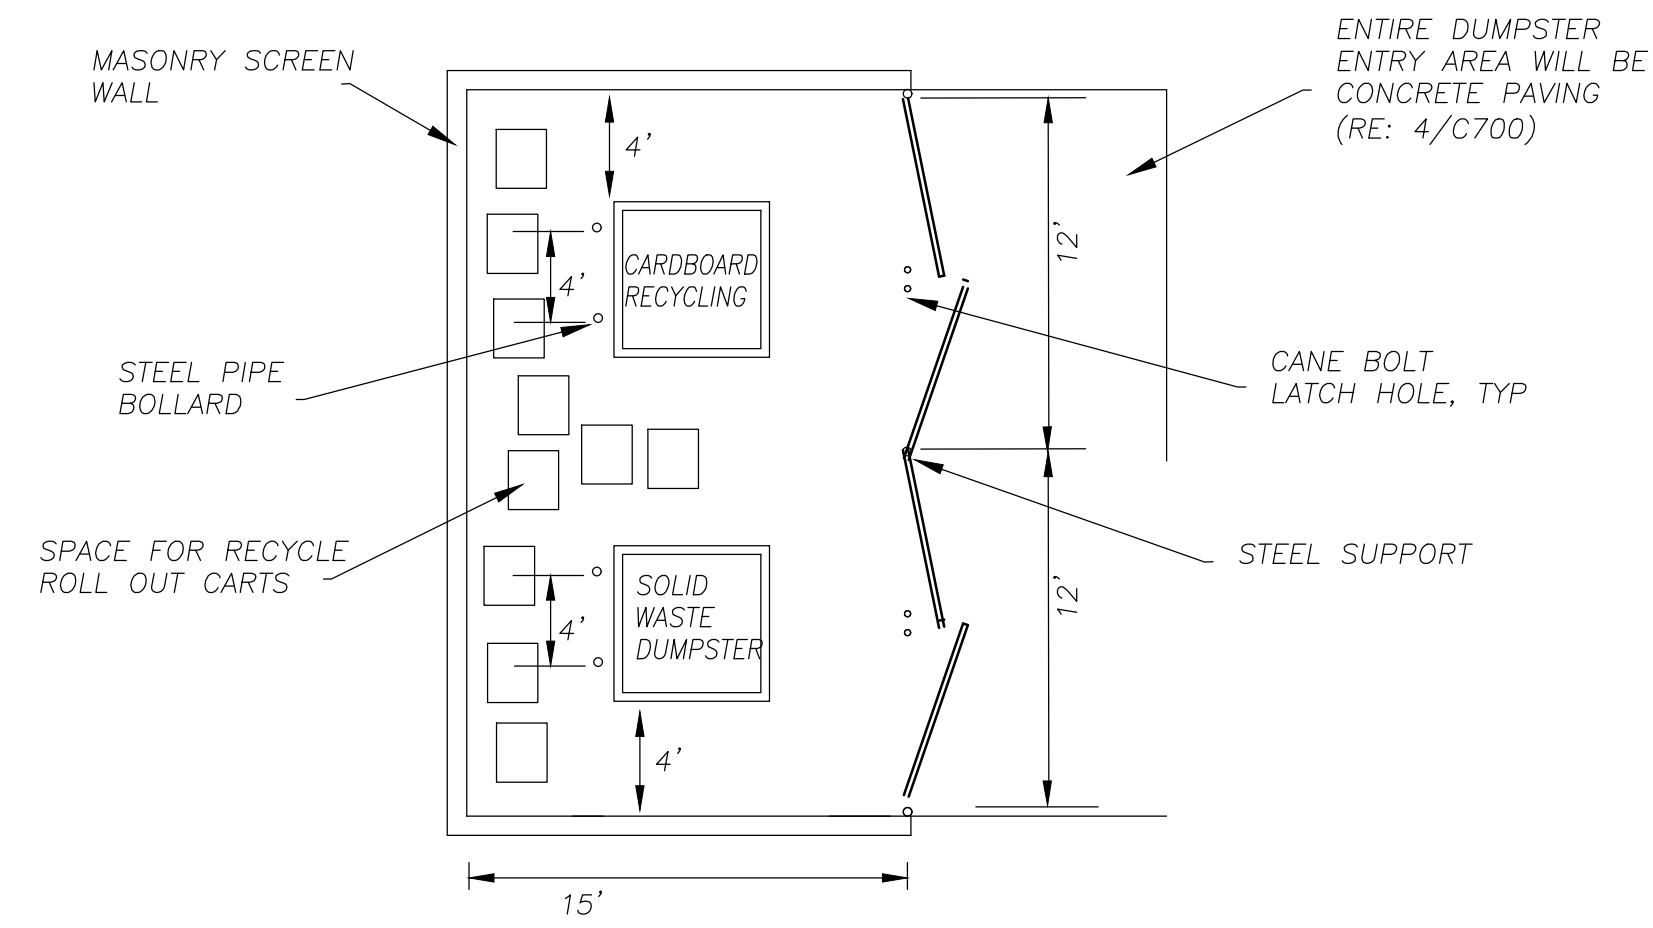 ENTIRE DUMPSTER
ENTRY AREA WILL BE
CONCRETE PAVING
(RE: 4/C700)
MASONRY SCREEN
WALL
4'
12'
CARDBOARD
RECYCLING
4'
STEEL PIPE
BOLLARD
CANE BOLT
LATCH HOLE, TYP
SPACE FOR RECYCLE
ROLL OUT CARTS
STEEL SUPPORT
SOLID
WASTE
DUMPSTER
4'
12'
4'
15'